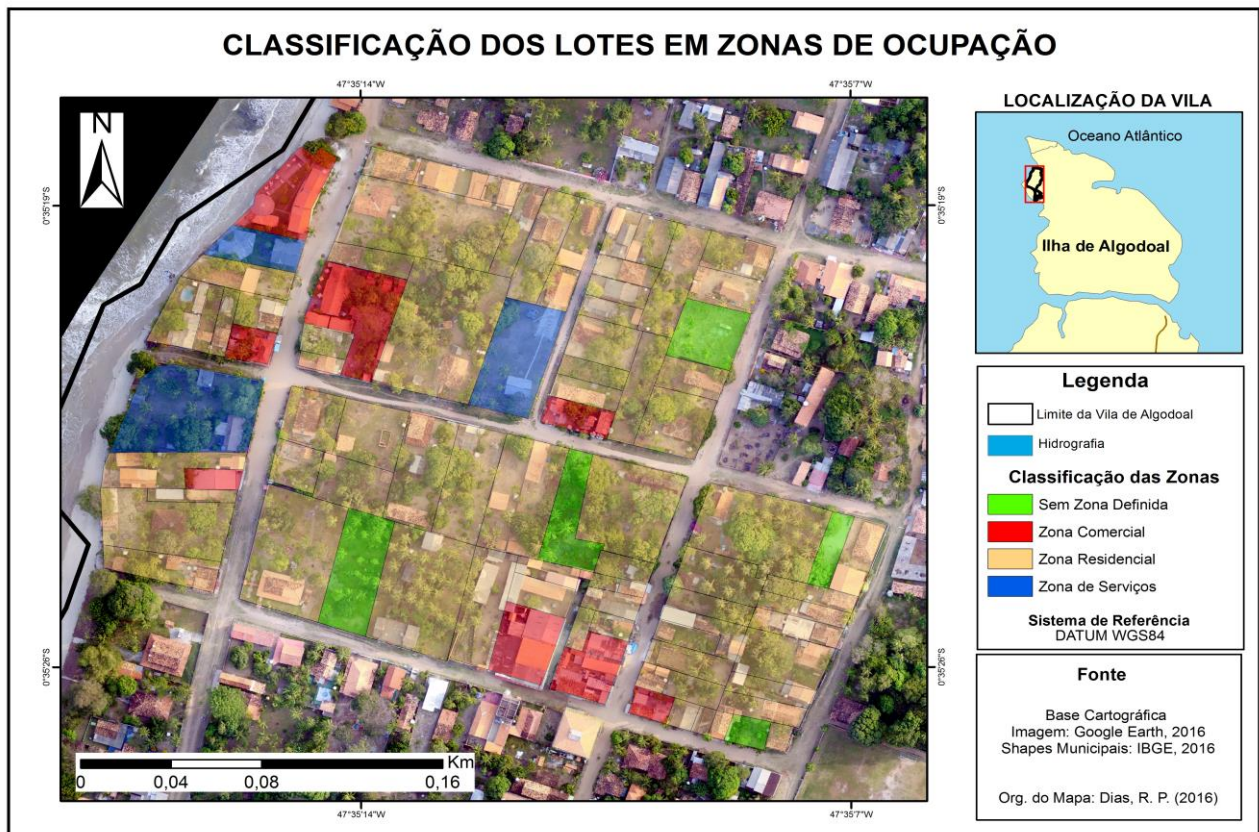 CLASSIFICAÇÃO DOS LOTES EM ZONAS DE OCUPAÇÃO
47°35'14"W
47°35'7"W
N
0°35'19"S
0°35'19"S
0°35'26"S
0°35'26"S
Km
0
0,04
0,08
0,16
47°35'14"W
47°35'7"W
LOCALIZAÇÃO DA VILA
Oceano Atlântico
Ilha de Algodoal
Legenda
Limite da Vila de Algodoal
Hidrografia
Classificação das Zonas
Sem Zona Definida
Zona Comercial
Zona Residencial
Zona de Serviços
Sistema de Referência
DATUM WGS84
Fonte
Base Cartográfica
Imagem: Google Earth, 2016
Shapes Municipais: IBGE, 2016
Org. do Mapa: Dias, R. P. (2016)